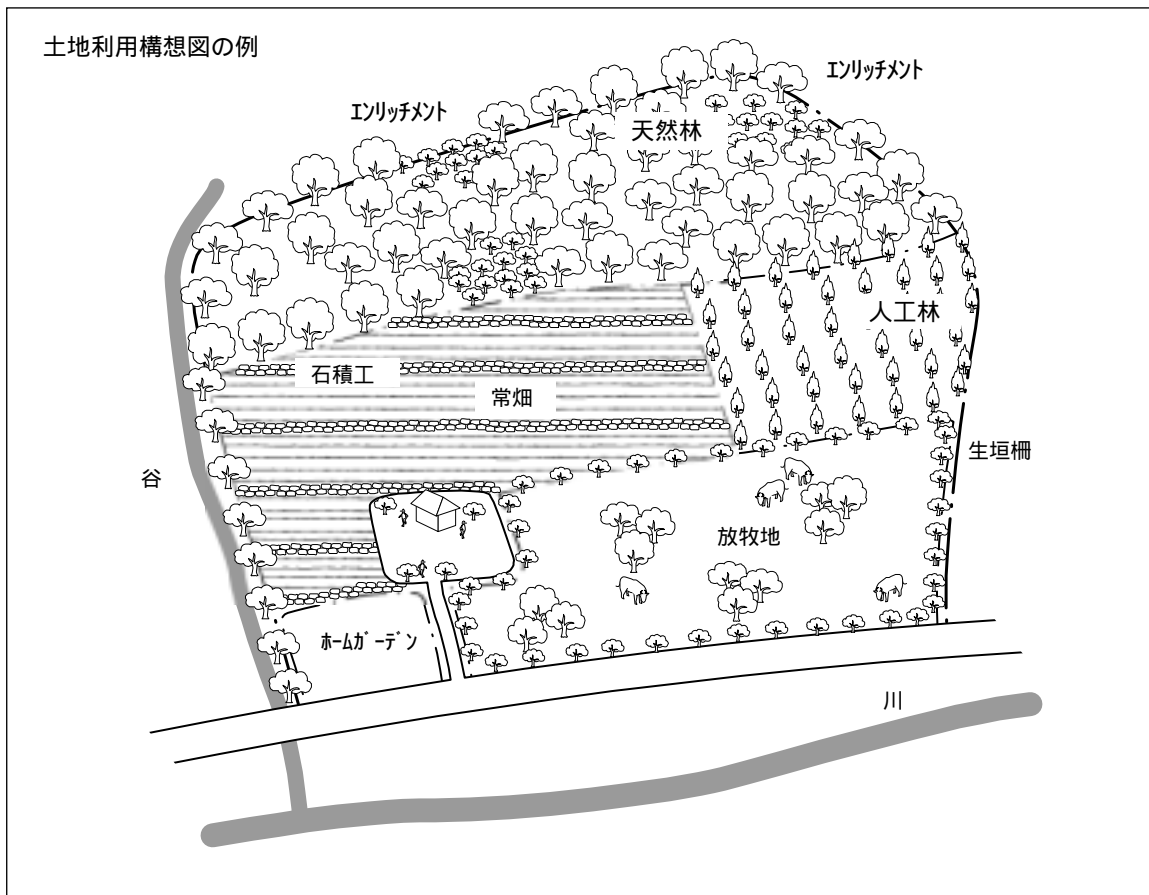 土地利用構想図の例
ｴﾝﾘｯﾁﾒﾝﾄ
ｴﾝﾘｯﾁﾒﾝﾄ
天然林
人工林
石積工
常畑
谷
生垣柵
放牧地
ﾎｰﾑｶﾞｰﾃﾞﾝ
川